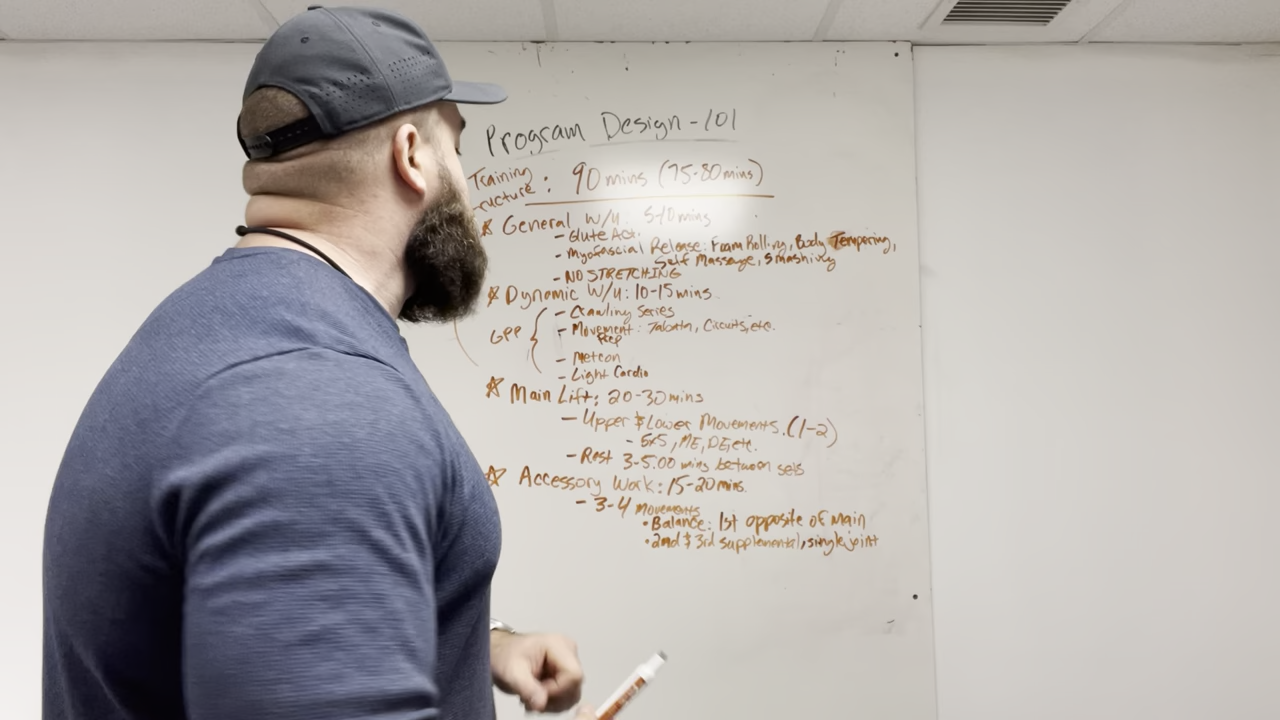 Program Design - 101
Training
ructure : 90 mins (75-80 mins)
General W/U: 5-10 mins
- Glute Act.
- Myofascial Release: Foam Rolling, Body Tempering,
Self Massage, Smashing
- NO STRETCHING
Dynamic W/U: 10-15 mins
GPP { - Crawling Series
- Movement: Tabata, Circuits, etc.
Prep
- Metcon
- Light Cardio
Main Lift: 20-30 mins
- Upper & Lower Movements. (1-2)
- 5x5, ME, DE, etc.
- Rest 3-5.00 mins between sets
Accessory Work: 15-20 mins.
- 3-4 movements
• Balance: 1st opposite of main
• 2nd & 3rd supplemental, single joint